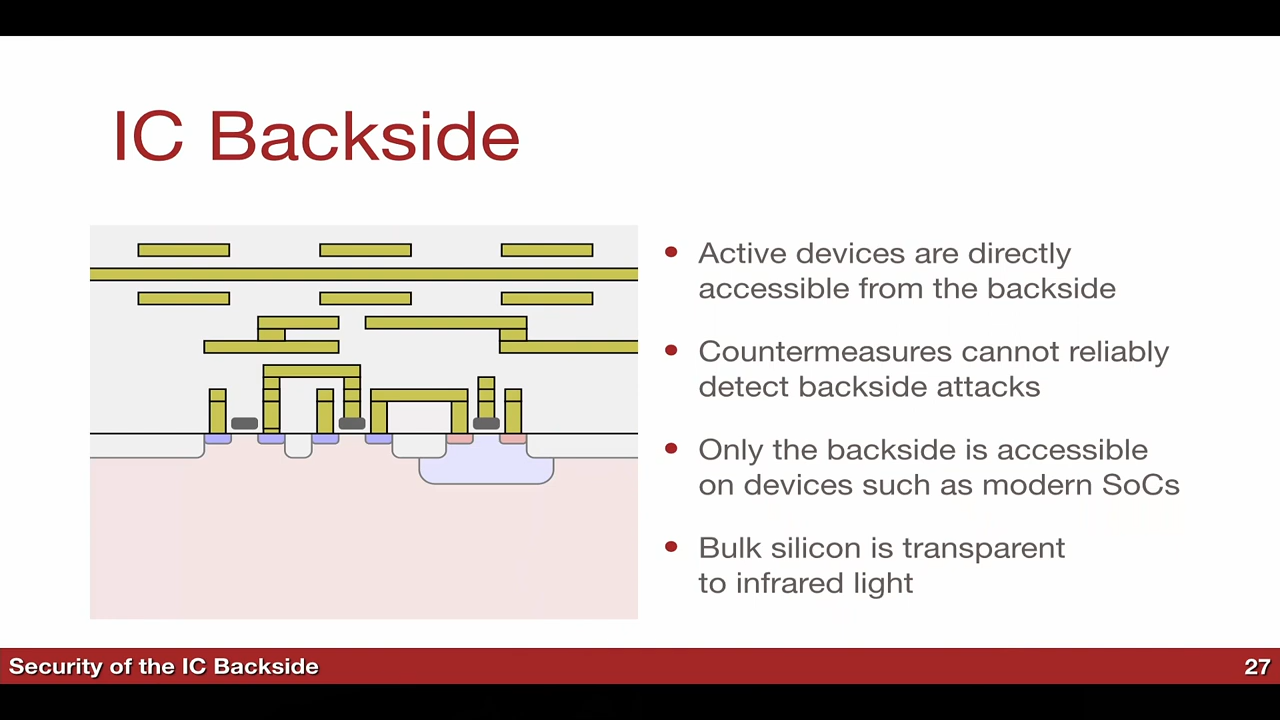 IC Backside
Active devices are directly
accessible from the backside
Countermeasures cannot reliably
detect backside attacks
Only the backside is accessible
on devices such as modern SoCs
Bulk silicon is transparent
to infrared light
Security of the IC Backside
27